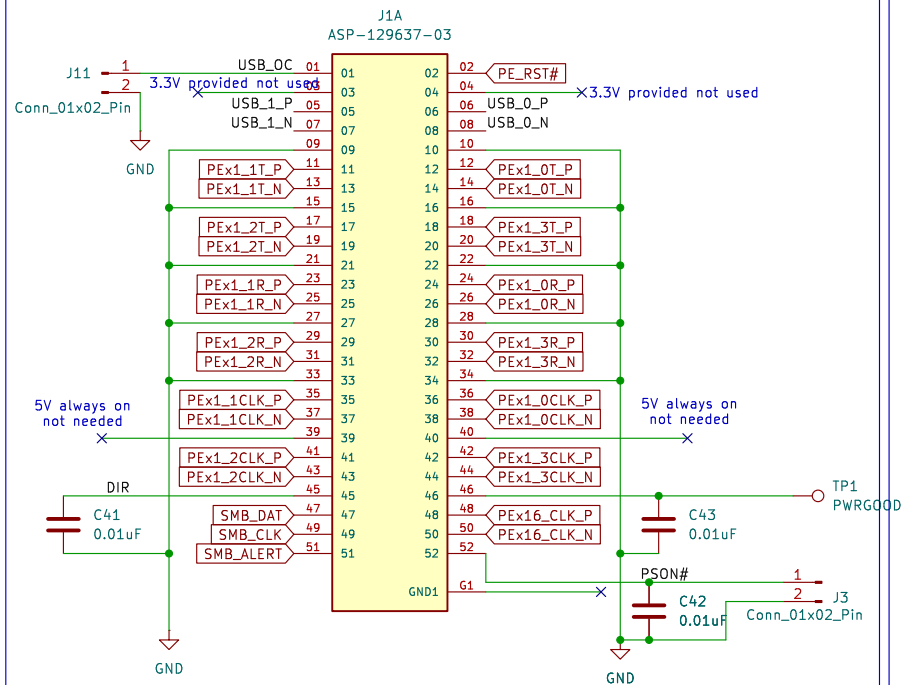 J1A
ASP-129637-03
J11
1
2
Conn_01x02_Pin
GND
USB_OC 01 01 02 02 PE_RST#
3.3V provided not used 03 03 04 04 3.3V provided not used
USB_1_P 05 05 06 06 USB_0_P
USB_1_N 07 07 08 08 USB_0_N
09 09 10 10
PEx1_1T_P 11 11 12 12 PEx1_0T_P
PEx1_1T_N 13 13 14 14 PEx1_0T_N
15 15 16 16
PEx1_2T_P 17 17 18 18 PEx1_3T_P
PEx1_2T_N 19 19 20 20 PEx1_3T_N
21 21 22 22
PEx1_1R_P 23 23 24 24 PEx1_0R_P
PEx1_1R_N 25 25 26 26 PEx1_0R_N
27 27 28 28
PEx1_2R_P 29 29 30 30 PEx1_3R_P
PEx1_2R_N 31 31 32 32 PEx1_3R_N
33 33 34 34
PEx1_1CLK_P 35 35 36 36 PEx1_0CLK_P
PEx1_1CLK_N 37 37 38 38 PEx1_0CLK_N
5V always on
not needed
39 39 40 40
5V always on
not needed
PEx1_2CLK_P 41 41 42 42 PEx1_3CLK_P
PEx1_2CLK_N 43 43 44 44 PEx1_3CLK_N
DIR 45 45 46 46
TP1
PWRGOOD
SMB_DAT 47 47 48 48 PEx16_CLK_P
SMB_CLK 49 49 50 50 PEx16_CLK_N
SMB_ALERT 51 51 52 52
C41
0.01uF
C43
0.01uF
GND1 G1
PSON#
1
2
J3
Conn_01x02_Pin
C42
0.01uF
GND
GND